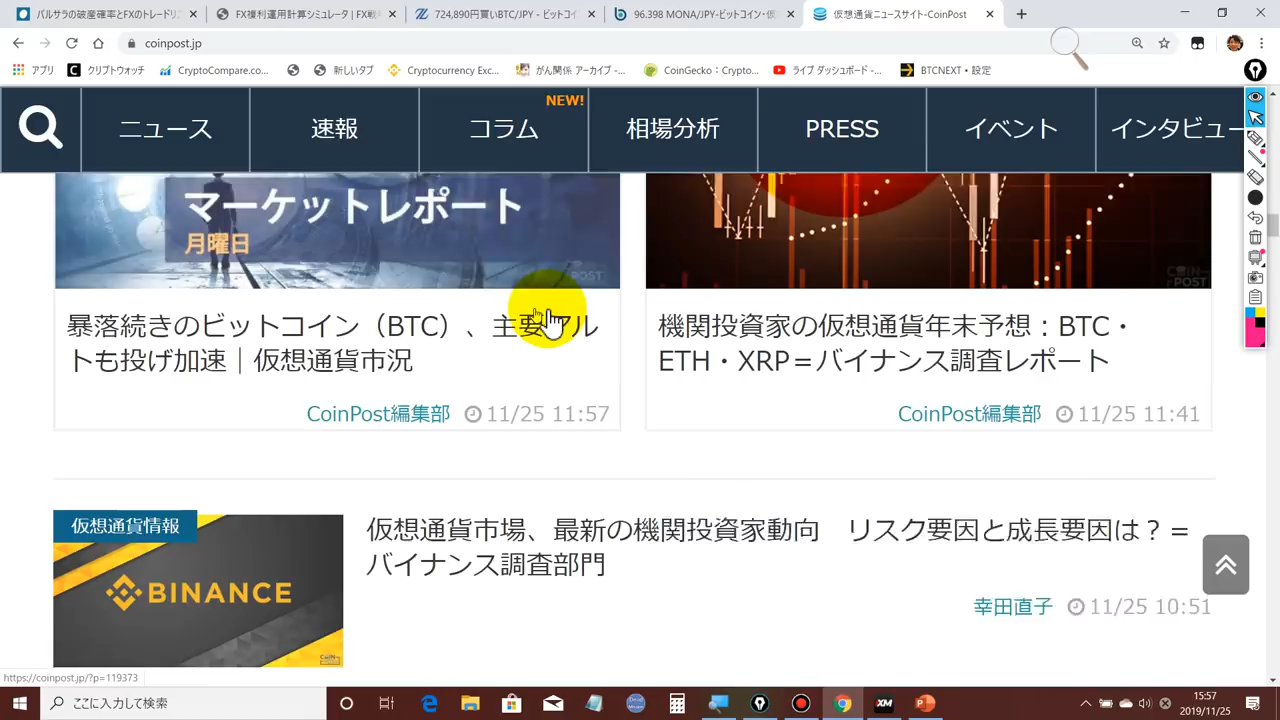 バルサラの破産確率とFXのトレードリス
FX複利運用計算シミュレータ | FX戦
724,890円買いBTC/JPY - ビットコイ
96.398 MONA/JPY-ビットコイン・仮
仮想通貨ニュースサイト-CoinPost
coinpost.jp
アプリ
クリプトウォッチ
CryptoCompare.co...
新しいタブ
Cryptocurrency Exc...
がん関係 アーカイブ -...
CoinGecko：Crypto...
ライブ ダッシュボード -...
BTCNEXT・設定
ニュース
速報
コラム
NEW!
相場分析
PRESS
イベント
インタビュー
マーケットレポート
月曜日
COIN POST
暴落続きのビットコイン（BTC）、主要アル
トも投げ加速｜仮想通貨市況
CoinPost編集部 11/25 11:57
機関投資家の仮想通貨年末予想：BTC・
ETH・XRP＝バイナンス調査レポート
CoinPost編集部 11/25 11:41
仮想通貨情報
BINANCE
仮想通貨市場、最新の機関投資家動向　リスク要因と成長要因は？＝
バイナンス調査部門
幸田直子 11/25 10:51
https://coinpost.jp/?p=119373
ここに入力して検索
XM
15:57
2019/11/25